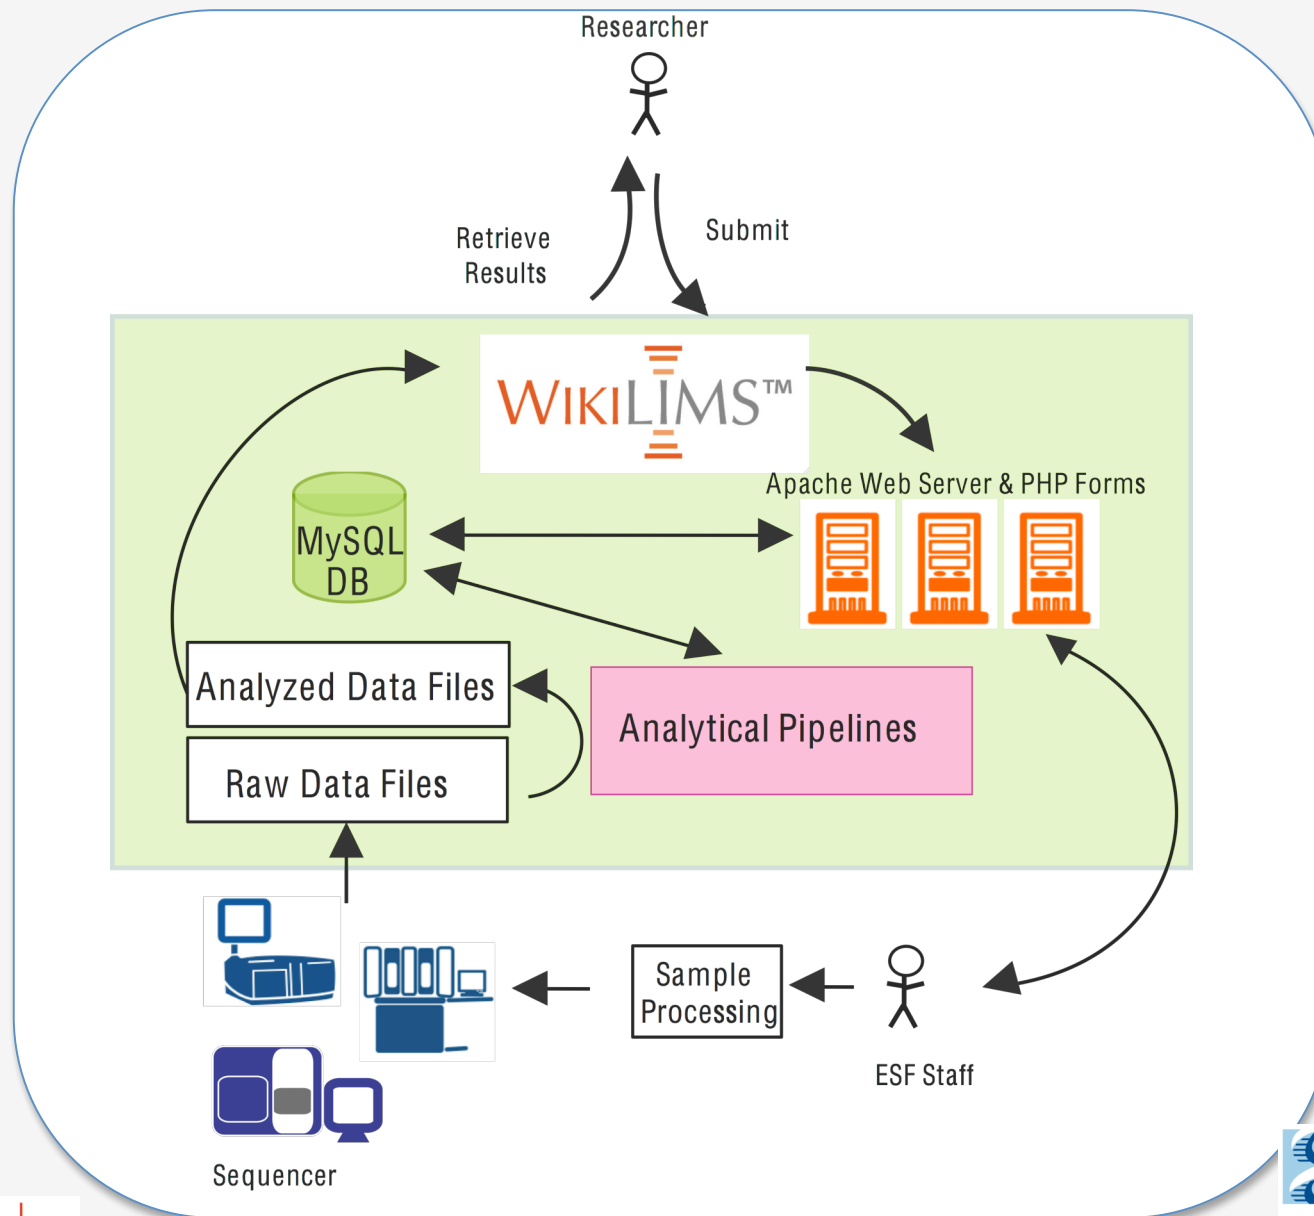 Researcher
Retrieve
Results
Submit
WIKILIMS™
Apache Web Server & PHP Forms
MySQL
DB
Analyzed Data Files
Raw Data Files
Analytical Pipelines
Sample
Processing
ESF Staff
Sequencer